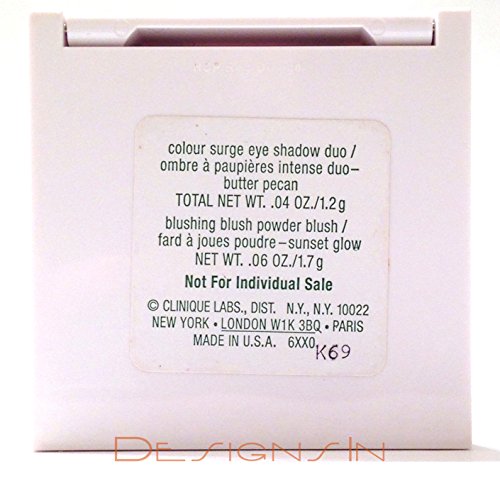 colour surge eye shadow duo /
ombre à paupières intense duo–
butter pecan
TOTAL NET WT. .04 OZ./1.2g
blushing blush powder blush /
fard à joues poudre–sunset glow
NET WT. .06 OZ./1.7g
Not For Individual Sale
© CLINIQUE LABS., DIST. N.Y., N.Y. 10022
NEW YORK • LONDON W1K 3BQ • PARIS
MADE IN U.S.A. 6XX0
K69
DESIGNSIN